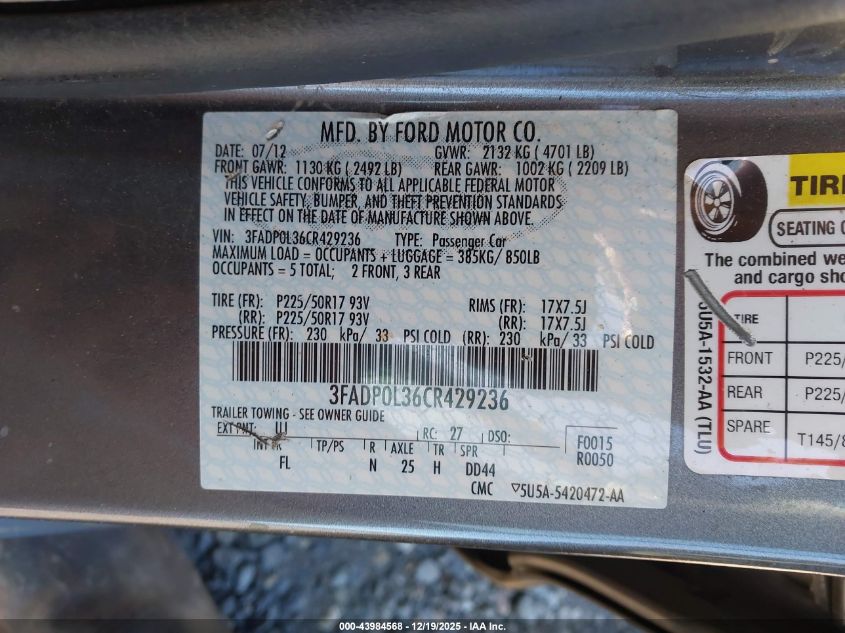 MFD. BY FORD MOTOR CO.
DATE: 07/12 GVWR: 2132 KG ( 4701 LB)
FRONT GAWR: 1130 KG ( 2492 LB) REAR GAWR: 1002 KG ( 2209 LB)
THIS VEHICLE CONFORMS TO ALL APPLICABLE FEDERAL MOTOR
VEHICLE SAFETY, BUMPER, AND THEFT PREVENTION STANDARDS
IN EFFECT ON THE DATE OF MANUFACTURE SHOWN ABOVE.
VIN: 3FADP0L36CR429236 TYPE: Passenger Car
MAXIMUM LOAD = OCCUPANTS + LUGGAGE = 385KG/ 850LB
OCCUPANTS = 5 TOTAL; 2 FRONT, 3 REAR
TIRE (FR): P225/50R17 93V RIMS (FR): 17X7.5J
(RR): P225/50R17 93V (RR): 17X7.5J
PRESSURE (FR): 230 kPa/ 33 PSI COLD (RR): 230 kPa/ 33 PSI COLD
3FADP0L36CR429236
TRAILER TOWING - SEE OWNER GUIDE
EXT PNT: UJ RC: 27 DSO: F0015
INT TR TP/PS R AXLE TR SPR R0050
FL N 25 H DD44
CMC ▽5U5A-5420472-AA
TIRE
SEATING
The combined
and cargo
5U5A-1532-AA (TLU)
TIRE
FRONT P225/
REAR P225/
SPARE T145/8
000-43984568 - 12/19/2025 - IAA Inc.